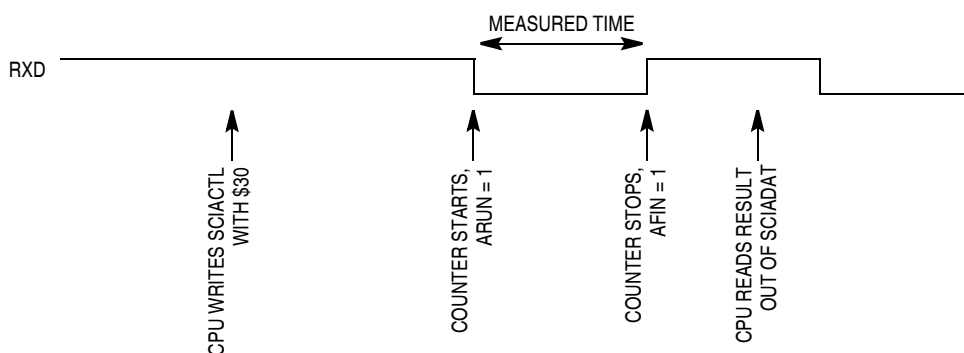 MEASURED TIME
RXD
CPU WRITES SCIACTL
WITH $30
COUNTER STARTS,
ARUN = 1
COUNTER STOPS,
AFIN = 1
CPU READS RESULT
OUT OF SCIADAT